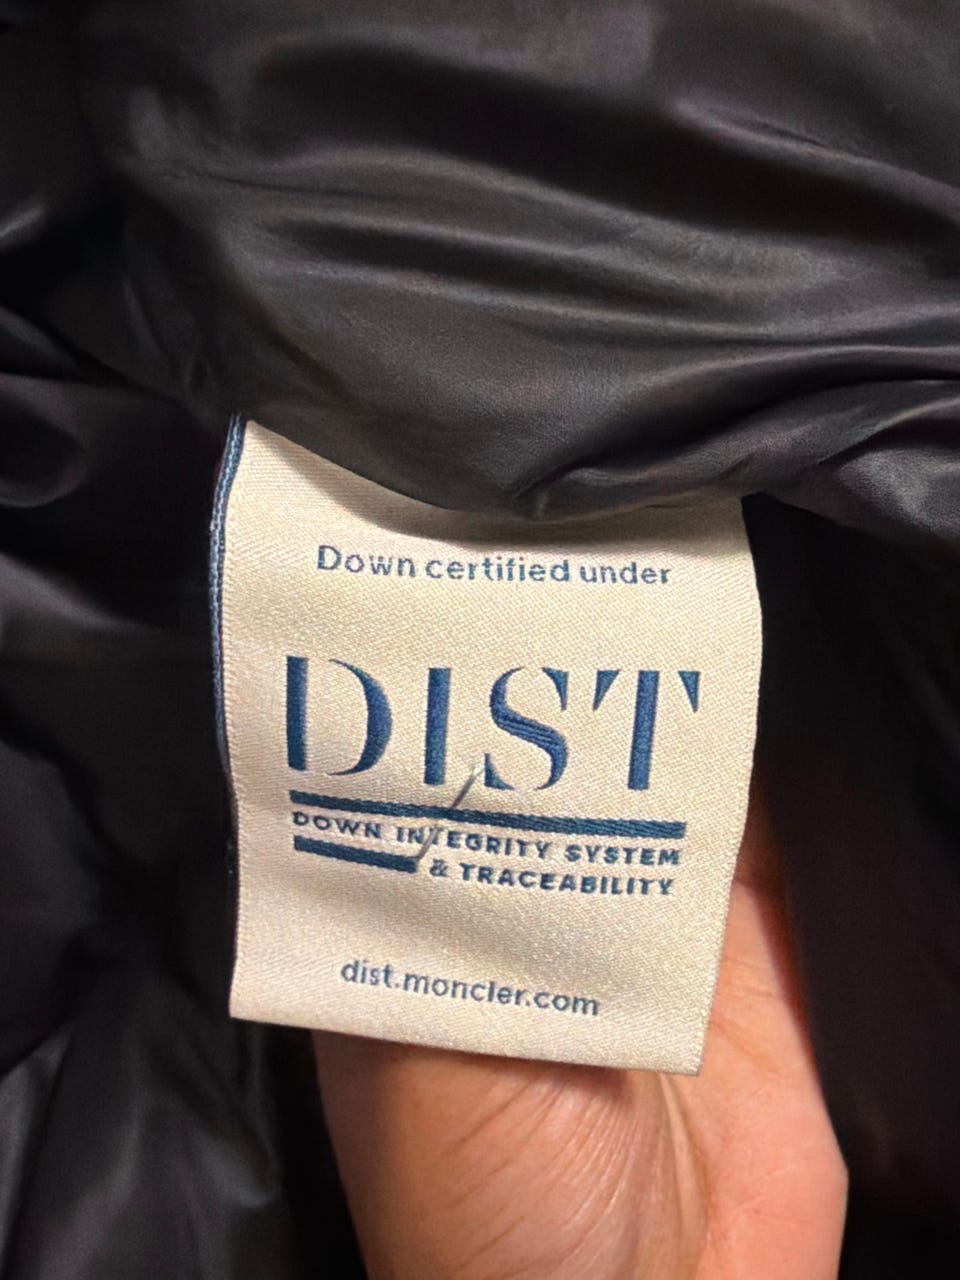 Down certified under
DIST
DOWN INTEGRITY SYSTEM
& TRACEABILITY
dist.moncler.com